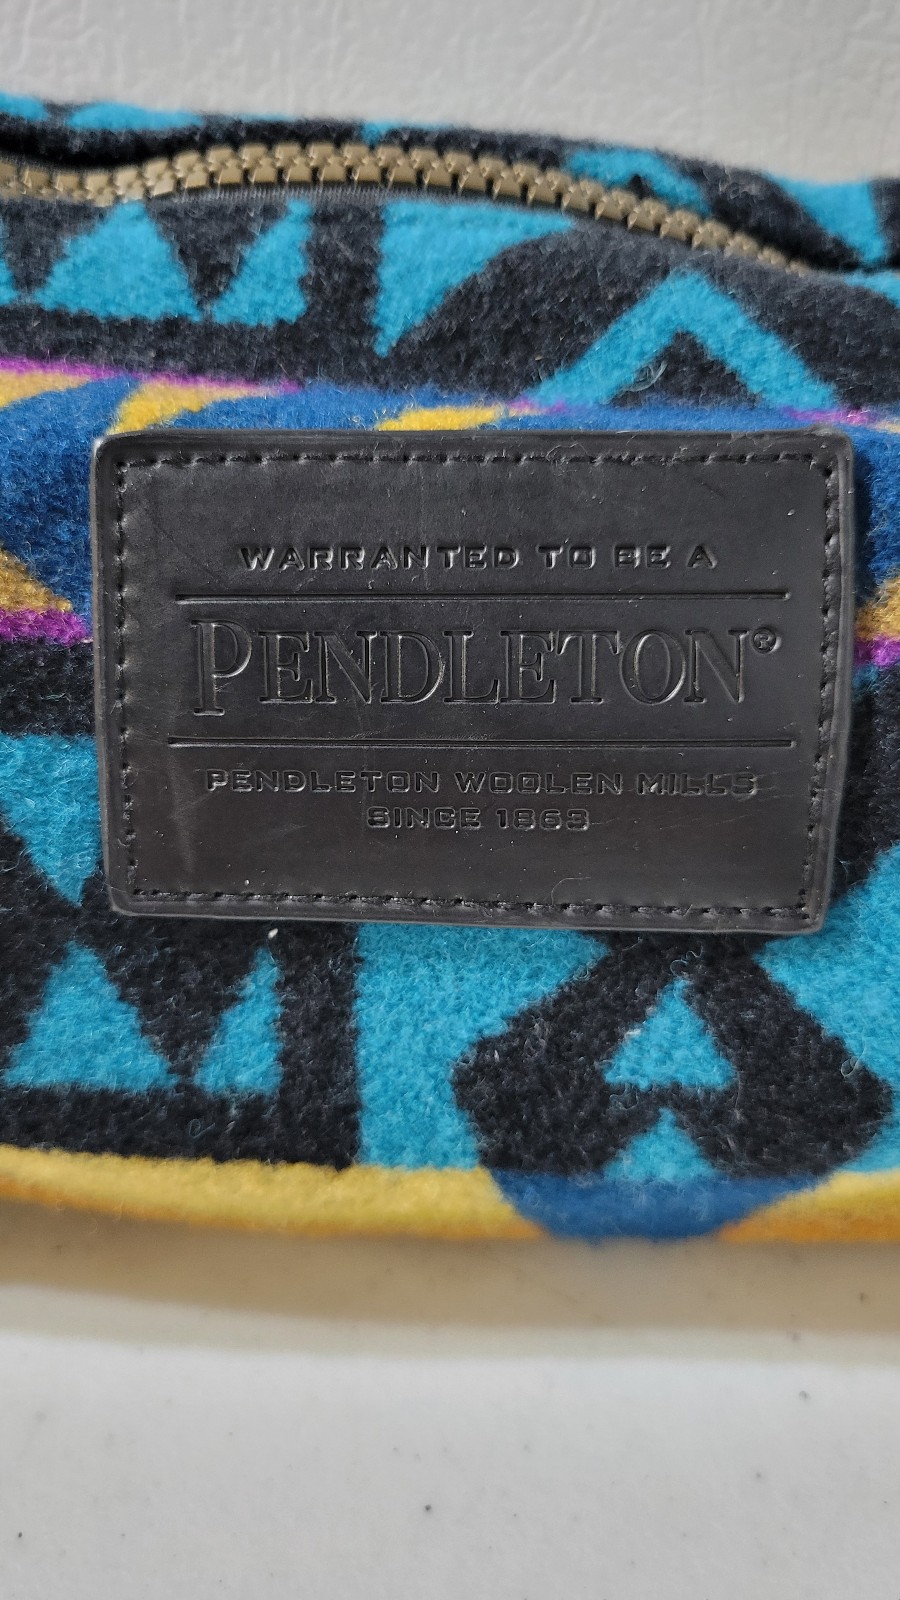 WARRANTED TO BE A
PENDLETON®
PENDLETON WOOLEN MILLS
SINCE 1863